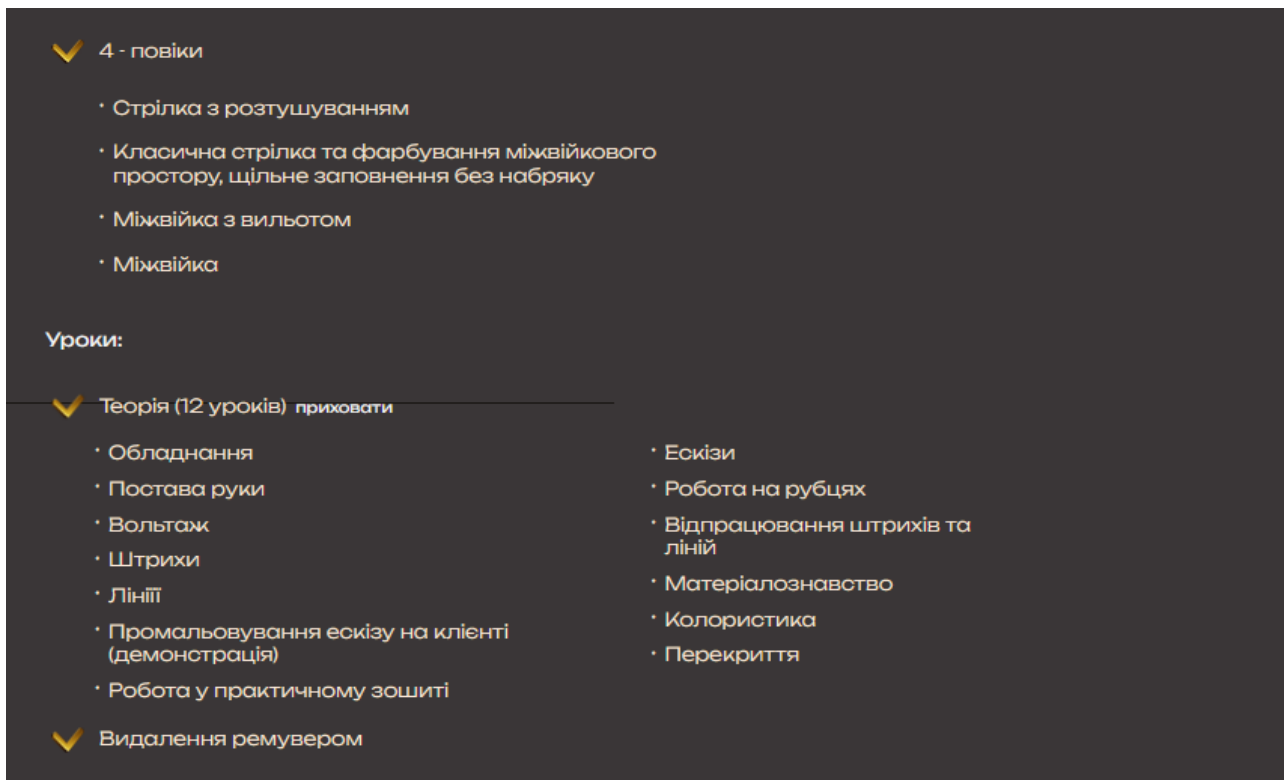 4 - повіки
· Стрілка з розтушуванням
· Класична стрілка та фарбування міжвійкового
простору, щільне заповнення без набряку
· Міжвійка з вильотом
· Міжвійка
Уроки:
Теорія (12 уроків) приховати
· Обладнання
· Постава руки
· Вольтаж
· Штрихи
· Лініїї
· Промальовування ескізу на клієнті
(демонстрація)
· Робота у практичному зошиті
· Ескізи
· Робота на рубцях
· Відпрацювання штрихів та
ліній
· Матеріалознавство
· Колористика
· Перекриття
Видалення ремувером